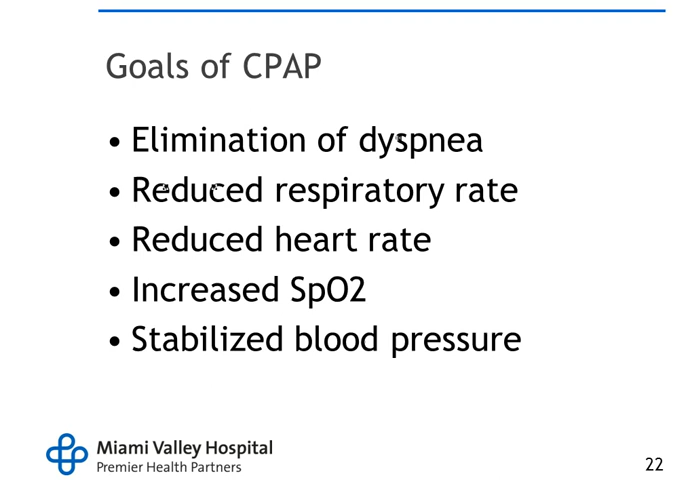 Goals of CPAP
• Elimination of dyspnea
• Reduced respiratory rate
• Reduced heart rate
• Increased SpO2
• Stabilized blood pressure
Miami Valley Hospital
Premier Health Partners
22